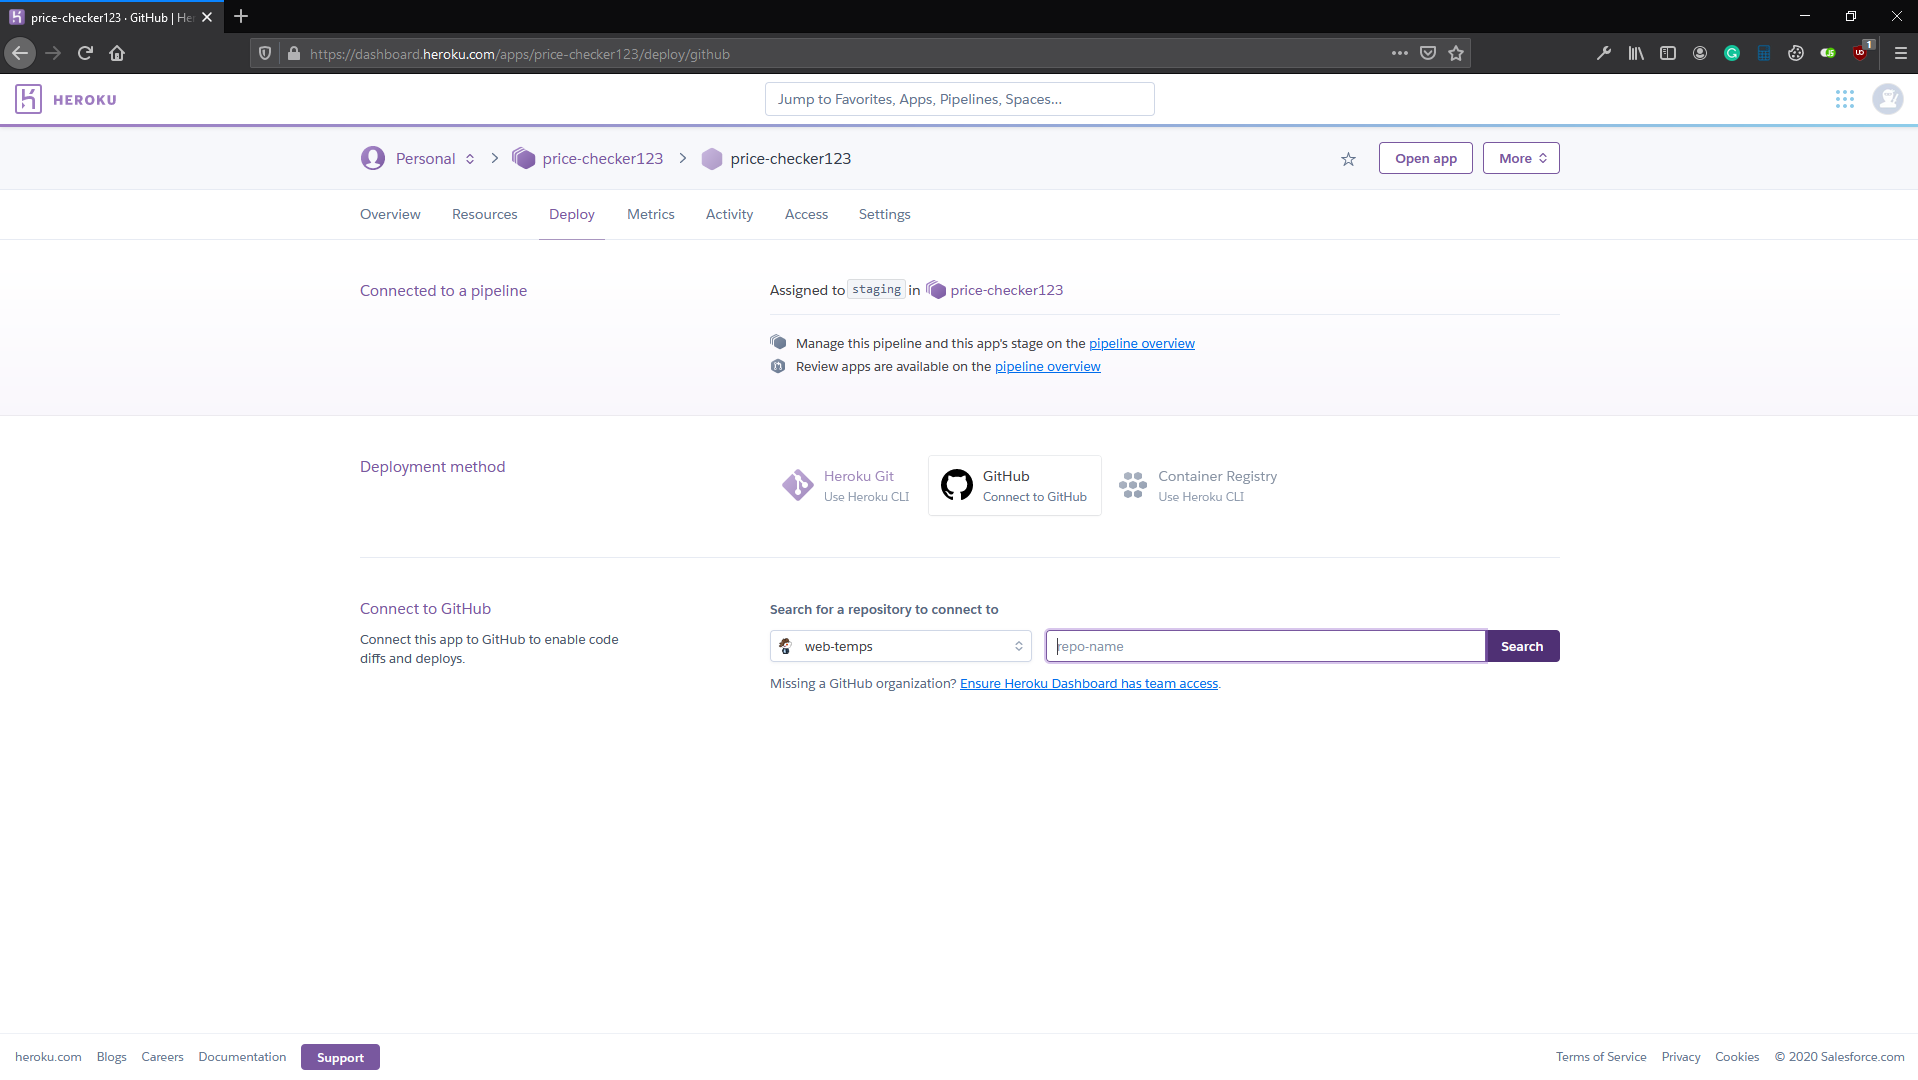 price-checker123 · GitHub | He
https://dashboard.heroku.com/apps/price-checker123/deploy/github
1
HEROKU
Jump to Favorites, Apps, Pipelines, Spaces...
Personal
price-checker123
price-checker123
Open app
More
Overview
Resources
Deploy
Metrics
Activity
Access
Settings
Connected to a pipeline
Assigned to staging in price-checker123
Manage this pipeline and this app's stage on the pipeline overview
Review apps are available on the pipeline overview
Deployment method
Heroku Git
Use Heroku CLI
GitHub
Connect to GitHub
Container Registry
Use Heroku CLI
Connect to GitHub
Connect this app to GitHub to enable code
diffs and deploys.
Search for a repository to connect to
web-temps
repo-name
Search
Missing a GitHub organization? Ensure Heroku Dashboard has team access.
heroku.com
Blogs
Careers
Documentation
Support
Terms of Service
Privacy
Cookies
© 2020 Salesforce.com